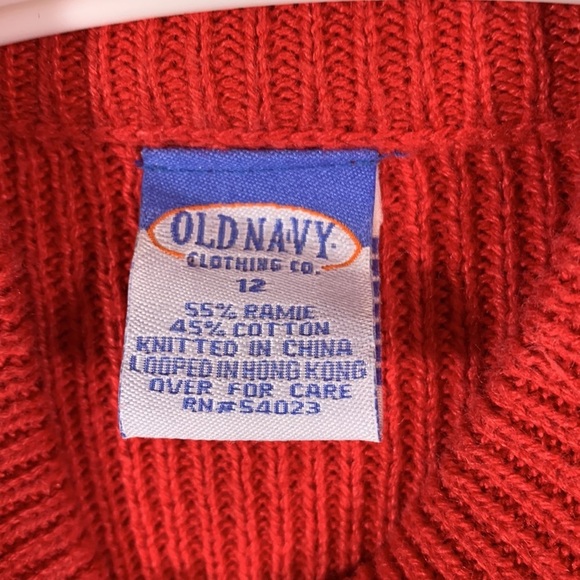 OLD NAVY
CLOTHING CO.
12
55% RAMIE
45% COTTON
KNITTED IN CHINA
LOOPED IN HONG KONG
OVER FOR CARE
RN#54023